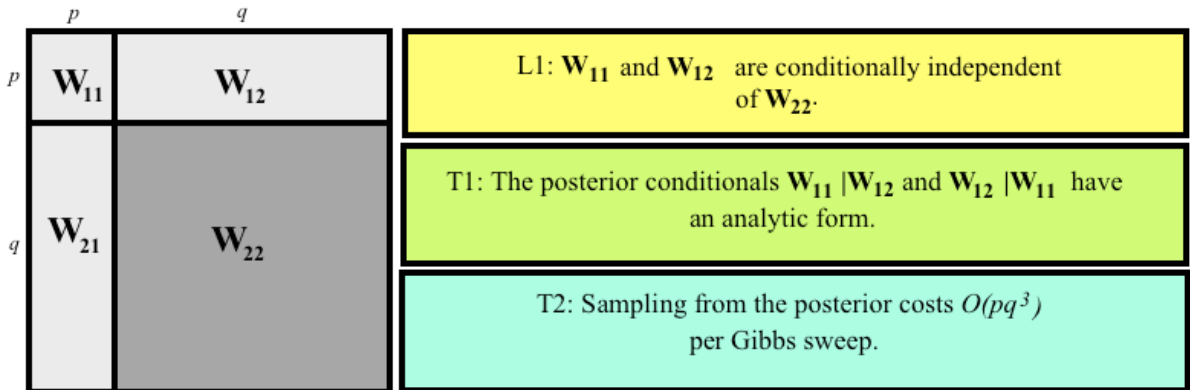 p q
p W₁₁ W₁₂
q W₂₁ W₂₂
L1: W₁₁ and W₁₂ are conditionally independent
of W₂₂.
T1: The posterior conditionals W₁₁ |W₁₂ and W₁₂ |W₁₁ have
an analytic form.
T2: Sampling from the posterior costs O(pq³)
per Gibbs sweep.